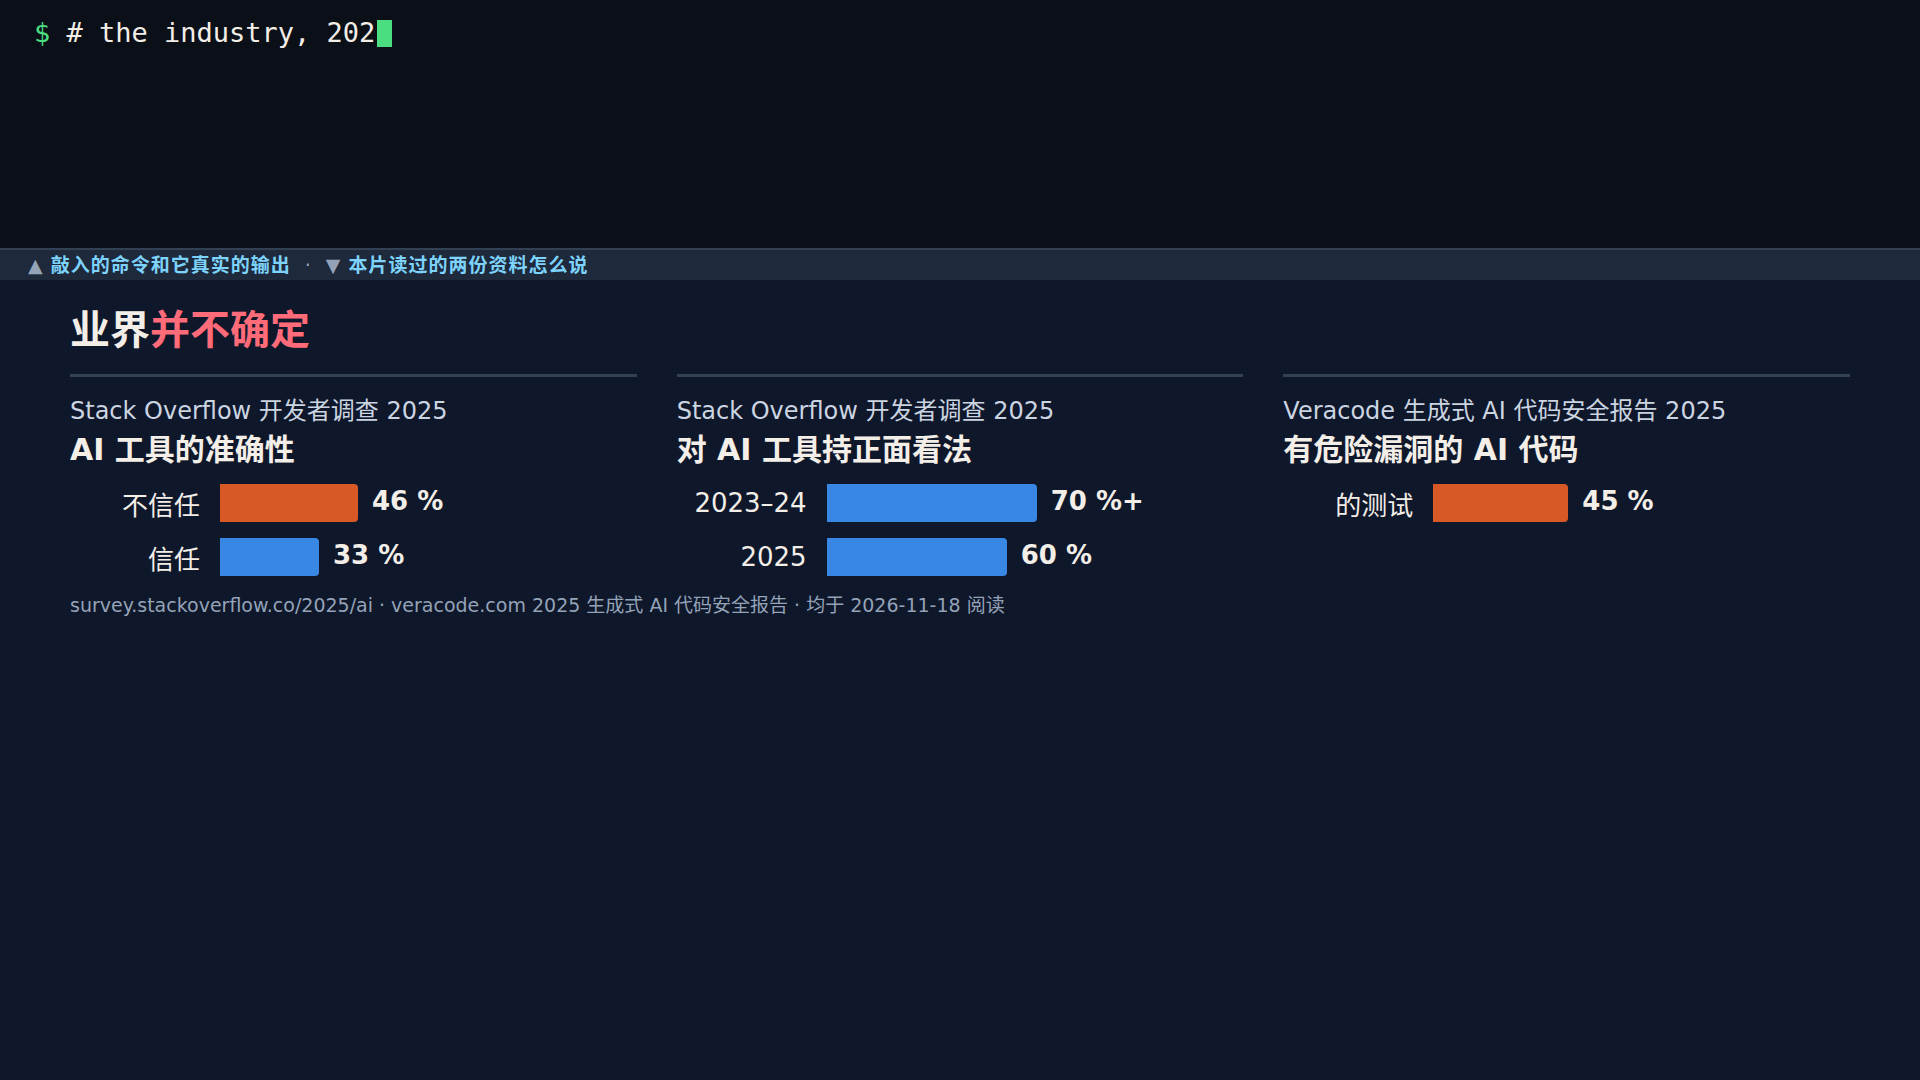 $ # the industry, 202
▲ 敲入的命令和它真实的输出 · ▼ 本片读过的两份资料怎么说
业界并不确定
Stack Overflow 开发者调查 2025
AI 工具的准确性
不信任 46 %
信任 33 %
Stack Overflow 开发者调查 2025
对 AI 工具持正面看法
2023–24 70 %+
2025 60 %
Veracode 生成式 AI 代码安全报告 2025
有危险漏洞的 AI 代码
的测试 45 %
survey.stackoverflow.co/2025/ai · veracode.com 2025 生成式 AI 代码安全报告 · 均于 2026-11-18 阅读